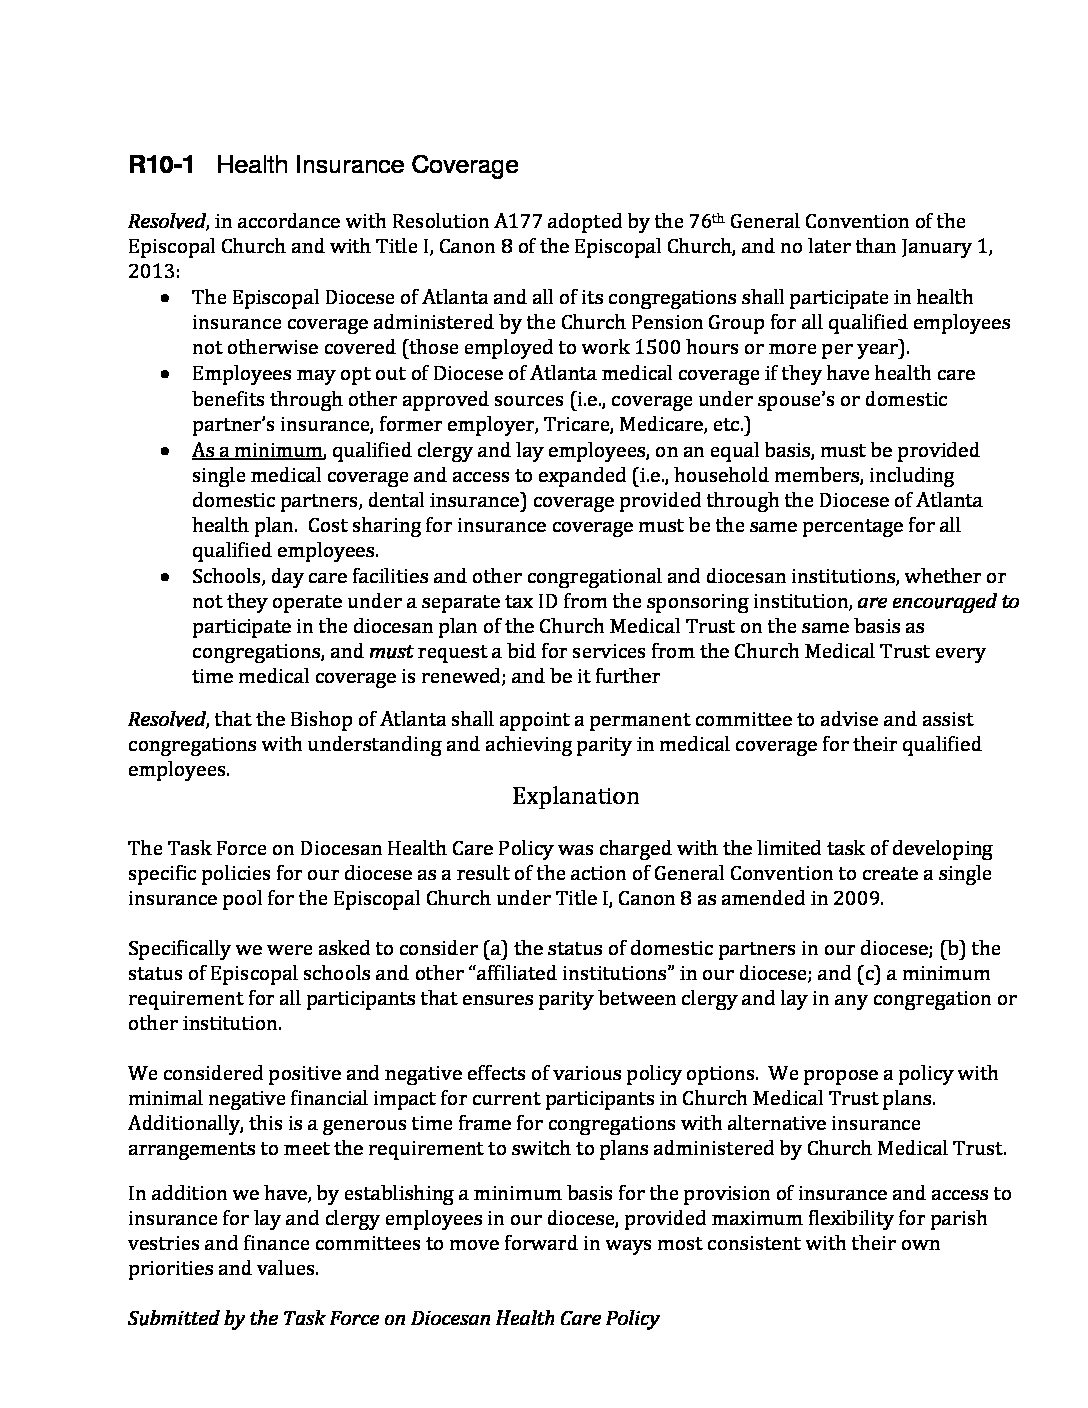 R10-1 Health Insurance Coverage
Resolved, in accordance with Resolution A177 adopted by the 76th General Convention of the
Episcopal Church and with Title I, Canon 8 of the Episcopal Church, and no later than January 1,
2013:
• The Episcopal Diocese of Atlanta and all of its congregations shall participate in health
insurance coverage administered by the Church Pension Group for all qualified employees
not otherwise covered (those employed to work 1500 hours or more per year).
• Employees may opt out of Diocese of Atlanta medical coverage if they have health care
benefits through other approved sources (i.e., coverage under spouse’s or domestic
partner’s insurance, former employer, Tricare, Medicare, etc.)
• As a minimum, qualified clergy and lay employees, on an equal basis, must be provided
single medical coverage and access to expanded (i.e., household members, including
domestic partners, dental insurance) coverage provided through the Diocese of Atlanta
health plan. Cost sharing for insurance coverage must be the same percentage for all
qualified employees.
• Schools, day care facilities and other congregational and diocesan institutions, whether or
not they operate under a separate tax ID from the sponsoring institution, are encouraged to
participate in the diocesan plan of the Church Medical Trust on the same basis as
congregations, and must request a bid for services from the Church Medical Trust every
time medical coverage is renewed; and be it further
Resolved, that the Bishop of Atlanta shall appoint a permanent committee to advise and assist
congregations with understanding and achieving parity in medical coverage for their qualified
employees.
Explanation
The Task Force on Diocesan Health Care Policy was charged with the limited task of developing
specific policies for our diocese as a result of the action of General Convention to create a single
insurance pool for the Episcopal Church under Title I, Canon 8 as amended in 2009.
Specifically we were asked to consider (a) the status of domestic partners in our diocese; (b) the
status of Episcopal schools and other “affiliated institutions” in our diocese; and (c) a minimum
requirement for all participants that ensures parity between clergy and lay in any congregation or
other institution.
We considered positive and negative effects of various policy options. We propose a policy with
minimal negative financial impact for current participants in Church Medical Trust plans.
Additionally, this is a generous time frame for congregations with alternative insurance
arrangements to meet the requirement to switch to plans administered by Church Medical Trust.
In addition we have, by establishing a minimum basis for the provision of insurance and access to
insurance for lay and clergy employees in our diocese, provided maximum flexibility for parish
vestries and finance committees to move forward in ways most consistent with their own
priorities and values.
Submitted by the Task Force on Diocesan Health Care Policy